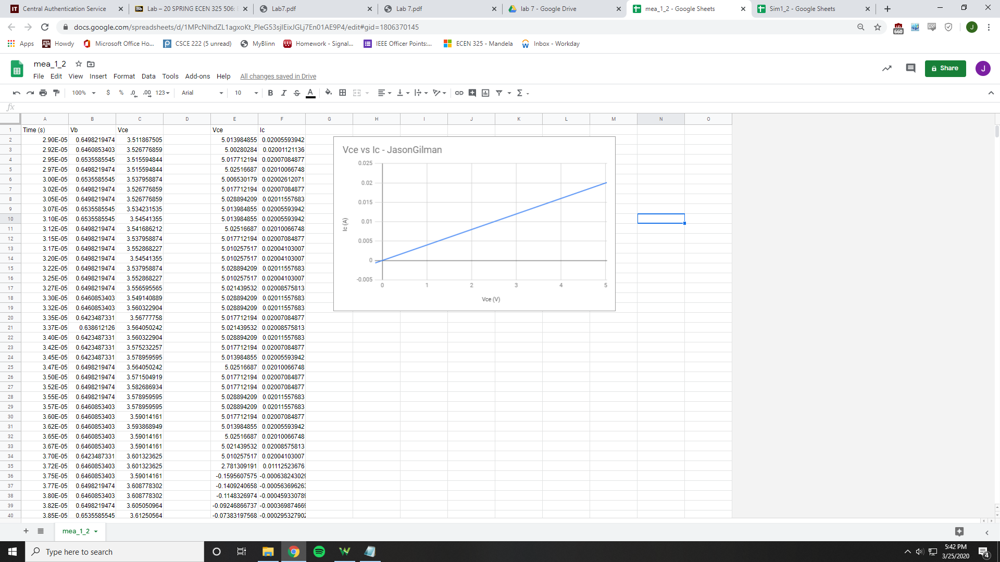 Central Authentication Service
Lab – 20 SPRING ECEN 325 506:
Lab7.pdf
Lab 7.pdf
lab 7 - Google Drive
mea_1_2 - Google Sheets
Sim1_2 - Google Sheets
docs.google.com/spreadsheets/d/1MPcNIhdZL1agxoKt_PIeG53sjIEixJGLj7En01AE9P4/edit#gid=1806370145
660
J
Apps
Howdy
Microsoft Office Ho...
CSCE 222 (5 unread)
MyBlinn
Homework - Signal...
IEEE Officer Points:...
ECEN 325 - Mandela
Inbox - Workday
mea_1_2
Share
J
File Edit View Insert Format Data Tools Add-ons Help All changes saved in Drive
100% $ % .0 .00 123 Arial 10 B I S A
fx
A B C D E F G H I J K L M N O
1 Time (s) Vb Vce Vce Ic
2 2.90E-05 0.6498219474 3.511867505 5.013984855 0.02005593942
3 2.92E-05 0.6460853403 3.526776859 5.00280284 0.02001121136
4 2.95E-05 0.6535585545 3.515594844 5.017712194 0.02007084877
5 2.97E-05 0.6498219474 3.515594844 5.02516687 0.02010066748
6 3.00E-05 0.6535585545 3.537958874 5.006530179 0.02002612071
7 3.02E-05 0.6498219474 3.526776859 5.017712194 0.02007084877
8 3.05E-05 0.6498219474 3.526776859 5.028894209 0.02011557683
9 3.07E-05 0.6535585545 3.534231535 5.013984855 0.02005593942
10 3.10E-05 0.6535585545 3.54541355 5.013984855 0.02005593942
11 3.12E-05 0.6498219474 3.541686212 5.02516687 0.02010066748
12 3.15E-05 0.6498219474 3.537958874 5.017712194 0.02007084877
13 3.17E-05 0.6498219474 3.552868227 5.010257517 0.02004103007
14 3.20E-05 0.6498219474 3.54541355 5.010257517 0.02004103007
15 3.22E-05 0.6498219474 3.537958874 5.028894209 0.02011557683
16 3.25E-05 0.6498219474 3.552868227 5.010257517 0.02004103007
17 3.27E-05 0.6498219474 3.556595565 5.021439532 0.02008575813
18 3.30E-05 0.6460853403 3.549140889 5.028894209 0.02011557683
19 3.32E-05 0.6460853403 3.560322904 5.028894209 0.02011557683
20 3.35E-05 0.6423487331 3.56777758 5.017712194 0.02007084877
21 3.37E-05 0.638612126 3.564050242 5.021439532 0.02008575813
22 3.40E-05 0.6423487331 3.560322904 5.028894209 0.02011557683
23 3.42E-05 0.6423487331 3.575232257 5.017712194 0.02007084877
24 3.45E-05 0.6423487331 3.578959595 5.013984855 0.02005593942
25 3.47E-05 0.6498219474 3.564050242 5.02516687 0.02010066748
26 3.50E-05 0.6498219474 3.571504919 5.017712194 0.02007084877
27 3.52E-05 0.6498219474 3.582686934 5.017712194 0.02007084877
28 3.55E-05 0.6498219474 3.578959595 5.028894209 0.02011557683
29 3.57E-05 0.6460853403 3.578959595 5.028894209 0.02011557683
30 3.60E-05 0.6460853403 3.59014161 5.017712194 0.02007084877
31 3.62E-05 0.6460853403 3.593868949 5.013984855 0.02005593942
32 3.65E-05 0.6460853403 3.59014161 5.02516687 0.02010066748
33 3.67E-05 0.6460853403 3.59014161 5.021439532 0.02008575813
34 3.70E-05 0.6423487331 3.601323625 5.010257517 0.02004103007
35 3.72E-05 0.6460853403 3.601323625 2.781309191 0.01112523676
36 3.75E-05 0.6460853403 3.59014161 -0.1595607575 -0.000638243029
37 3.77E-05 0.6498219474 3.608778302 -0.1409240658 -0.000563696263
38 3.80E-05 0.6460853403 3.608778302 -0.1148326974 -0.000459330789
39 3.82E-05 0.6498219474 3.605050964 -0.09246866737 -0.000369874669
40 3.85E-05 0.6535585545 3.61250564 -0.07383197568 -0.000295327902
Vce vs Ic - JasonGilman
0.025
0.02
0.015
0.01
0.005
0
-0.005
Ic (A)
0 1 2 3 4 5
Vce (V)
mea_1_2
Type here to search
5:42 PM
3/25/2020
4